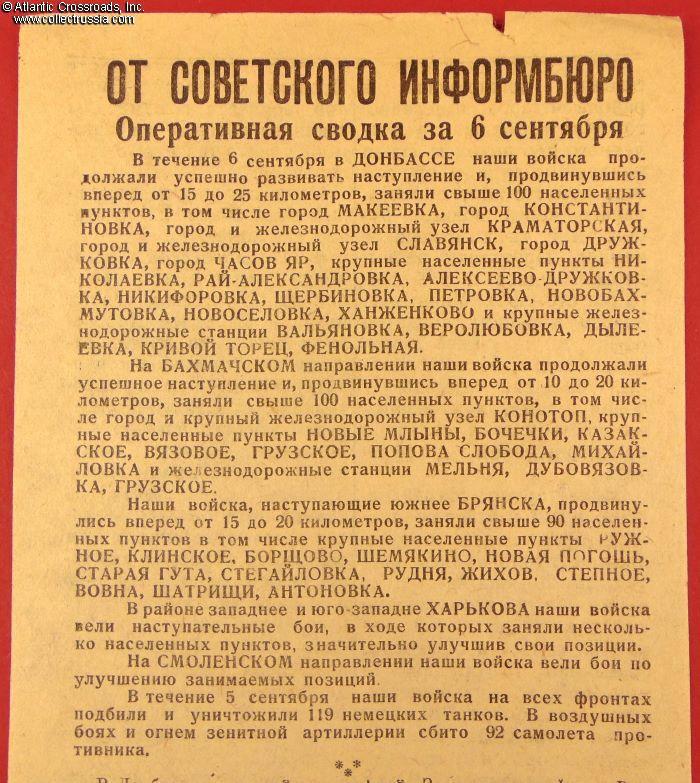 © Atlantic Crossroads, Inc.
www.collectrussia.com
ОТ СОВЕТСКОГО ИНФОРМБЮРО
Оперативная сводка за 6 сентября
В течение 6 сентября в ДОНБАССЕ наши войска про-
должали успешно развивать наступление и, продвинувшись
вперед от 15 до 25 километров, заняли свыше 100 населенных
пунктов, в том числе город МАКЕЕВКА, город КОНСТАНТИ-
НОВКА, город и железнодорожный узел КРАМАТОРСКАЯ,
город и железнодорожный узел СЛАВЯНСК, город ДРУЖ-
КОВКА, город ЧАСОВ ЯР, крупные населенные пункты НИ-
КОЛАЕВКА, РАЙ-АЛЕКСАНДРОВКА, АЛЕКСЕЕВО-ДРУЖКОВ-
КА, НИКИФОРОВКА, ЩЕРБИНОВКА, ПЕТРОВКА, НОВОБАХ-
МУТОВКА, НОВОСЕЛОВКА, ХАНЖЕНКОВО и крупные желез-
нодорожные станции ВАЛЬЯНОВКА, ВЕРОЛЮБОВКА, ДЫЛЕ-
ЕВКА, КРИВОЙ ТОРЕЦ, ФЕНОЛЬНАЯ.
На БАХМАЧСКОМ направлении наши войска продолжали
успешное наступление и, продвинувшись вперед от 10 до 20 ки-
лометров, заняли свыше 100 населенных пунктов, в том чис-
ле город и крупный железнодорожный узел КОНОТОП, круп-
ные населенные пункты НОВЫЕ МЛЫНЫ, БОЧЕЧКИ, КАЗАК-
СКОЕ, ВЯЗОВОЕ, ГРУЗСКОЕ, ПОПОВА СЛОБОДА, МИХАЙ-
ЛОВКА и железнодорожные станции МЕЛЬНЯ, ДУБОВЯЗОВ-
КА, ГРУЗСКОЕ.
Наши войска, наступающие южнее БРЯНСКА, продвину-
лись вперед от 15 до 20 километров, заняли свыше 90 населен-
ных пунктов в том числе крупные населенные пункты РУЖ-
НОЕ, КЛИНСКОЕ, БОРЩОВО, ШЕМЯКИНО, НОВАЯ ПОГОЩЬ,
СТАРАЯ ГУТА, СТЕГАЙЛОВКА, РУДНЯ, ЖИХОВ, СТЕПНОЕ,
ВОВНА, ШАТРИЩИ, АНТОНОВКА.
В районе западнее и юго-западне ХАРЬКОВА наши войска
вели наступательные бои, в ходе которых заняли несколь-
ко населенных пунктов, значительно улучшив свои позиции.
На СМОЛЕНСКОМ направлении наши войска вели бои по
улучшению занимаемых позиций.
В течение 5 сентября наши войска на всех фронтах
подбили и уничтожили 119 немецких танков. В воздушных
боях и огнем зенитной артиллерии сбито 92 самолета про-
тивника.
***